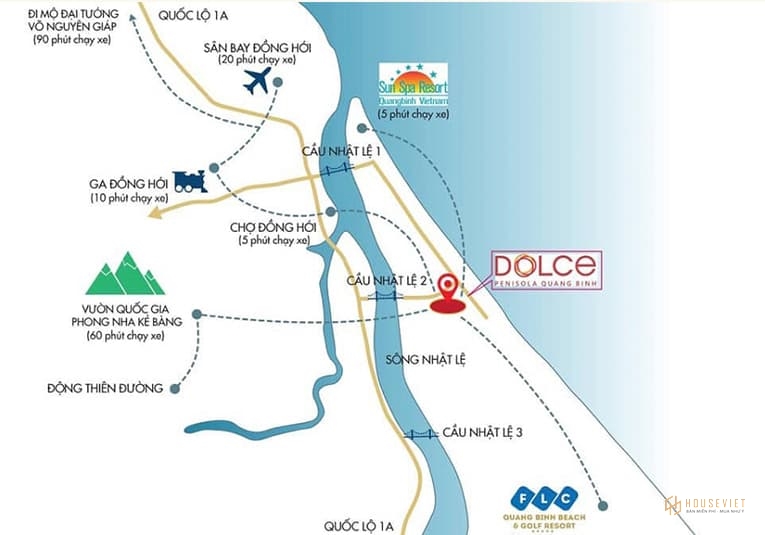 ĐI MỘ ĐẠI TƯỚNG
VÕ NGUYÊN GIÁP
(90 phút chạy xe)
QUỐC LỘ 1A
SÂN BAY ĐỒNG HỚI
(20 phút chạy xe)
Sun Spa Resort
Quangbinh Vietnam
(5 phút chạy xe)
CẦU NHẬT LỆ 1
GA ĐỒNG HỚI
(10 phút chạy xe)
CHỢ ĐỒNG HỚI
(5 phút chạy xe)
DOLCE
PENISOLA QUANG BINH
CẦU NHẬT LỆ 2
VƯỜN QUỐC GIA
PHONG NHA KẺ BÀNG
(60 phút chạy xe)
SÔNG NHẬT LỆ
ĐỘNG THIÊN ĐƯỜNG
CẦU NHẬT LỆ 3
FLC
QUANG BINH BEACH
& GOLF RESORT
QUỐC LỘ 1A
HOUSEVIET